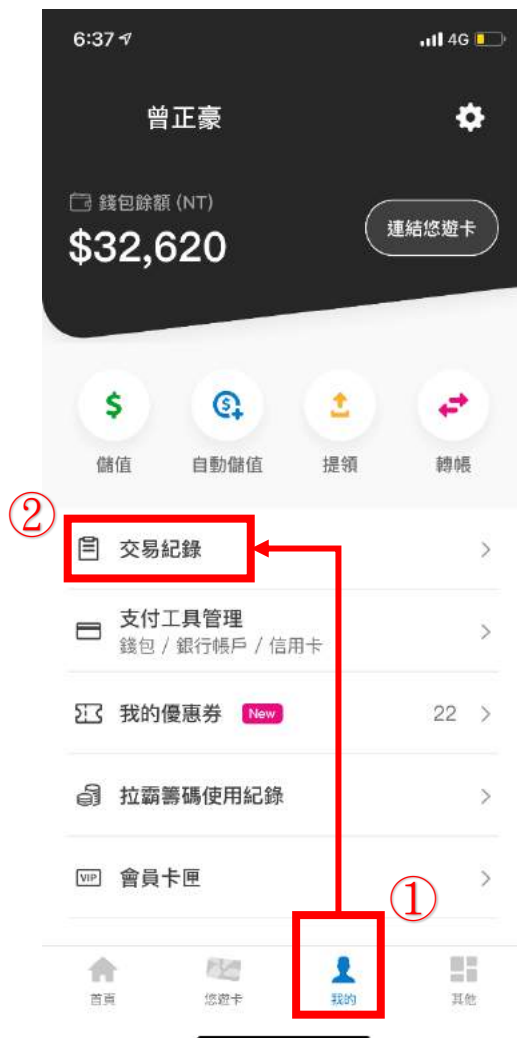 6:37 4G
曾正豪
錢包餘額 (NT)
$32,620
連結悠遊卡
儲值 自動儲值 提領 轉帳
②
交易紀錄
支付工具管理
錢包 / 銀行帳戶 / 信用卡
我的優惠券 New 22
拉霸籌碼使用紀錄
VIP 會員卡匣
①
首頁 悠遊卡 我的 其他